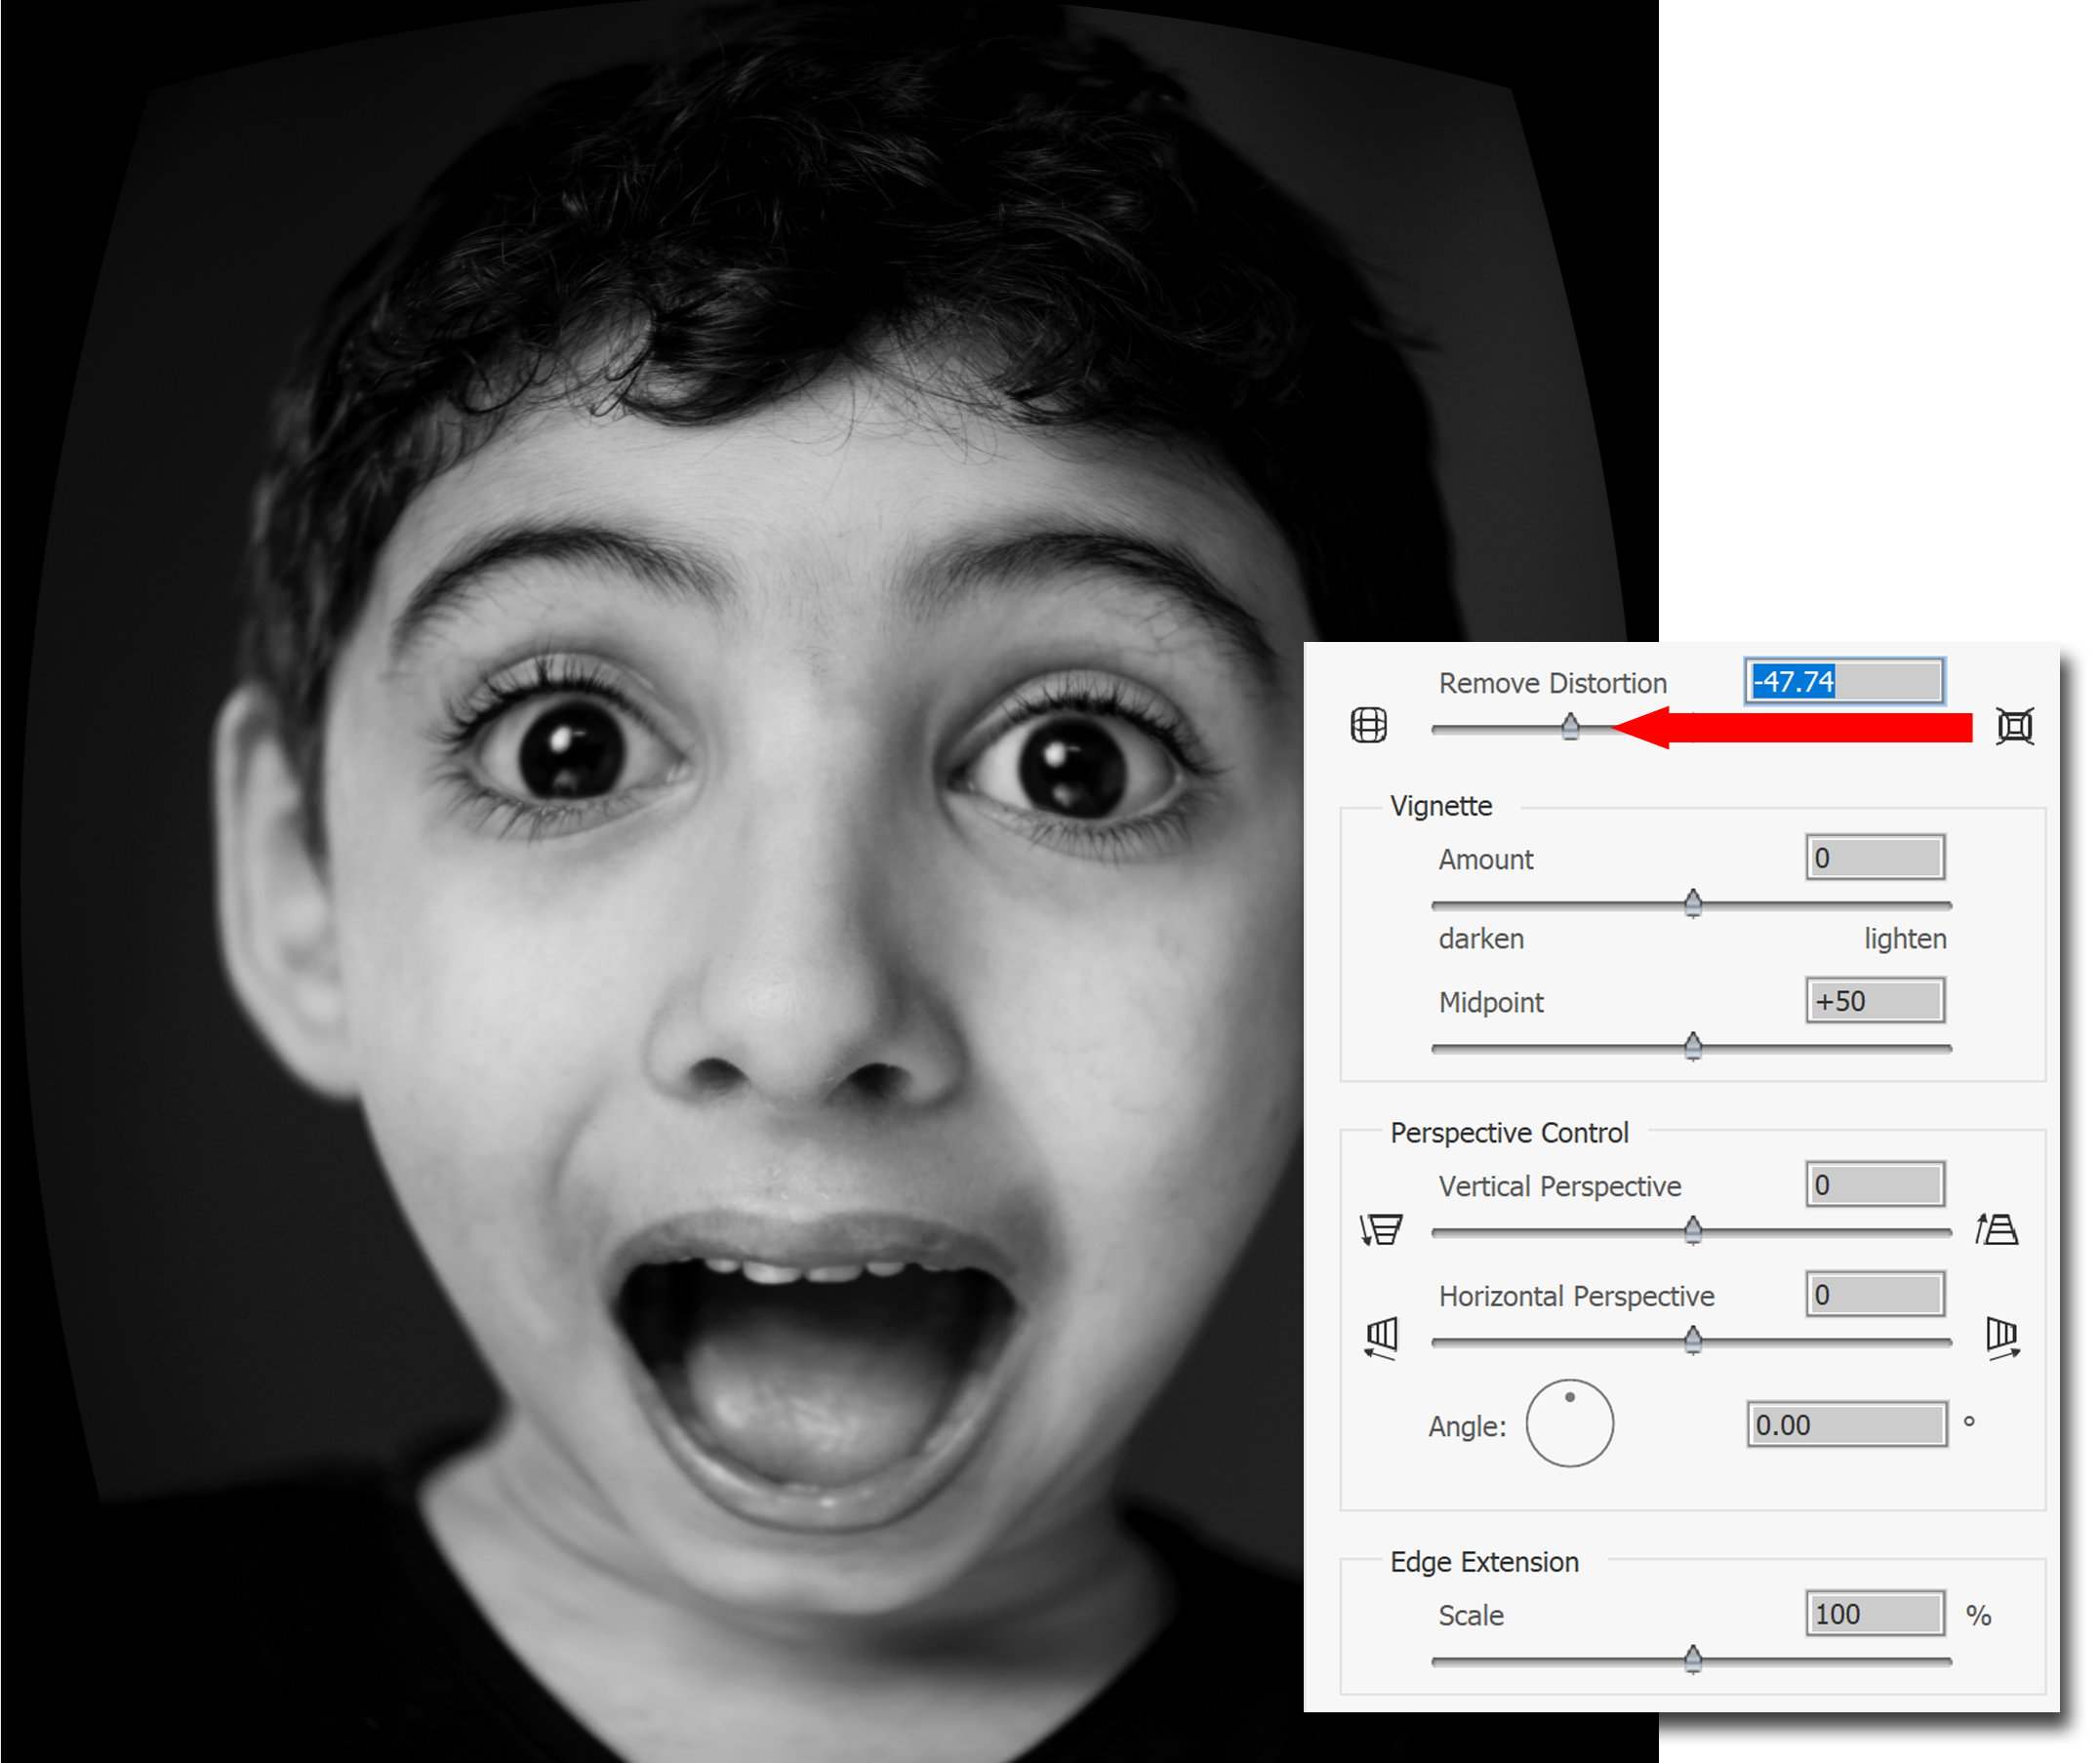 Remove Distortion -47.74
Vignette
Amount 0
darken lighten
Midpoint +50
Perspective Control
Vertical Perspective 0
Horizontal Perspective 0
Angle: 0.00 °
Edge Extension
Scale 100 %